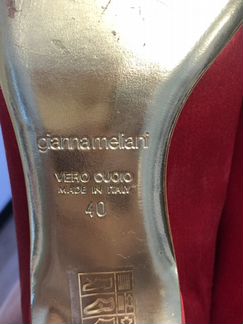 gianna meliani
VERO CUOIO
MADE IN ITALY
40